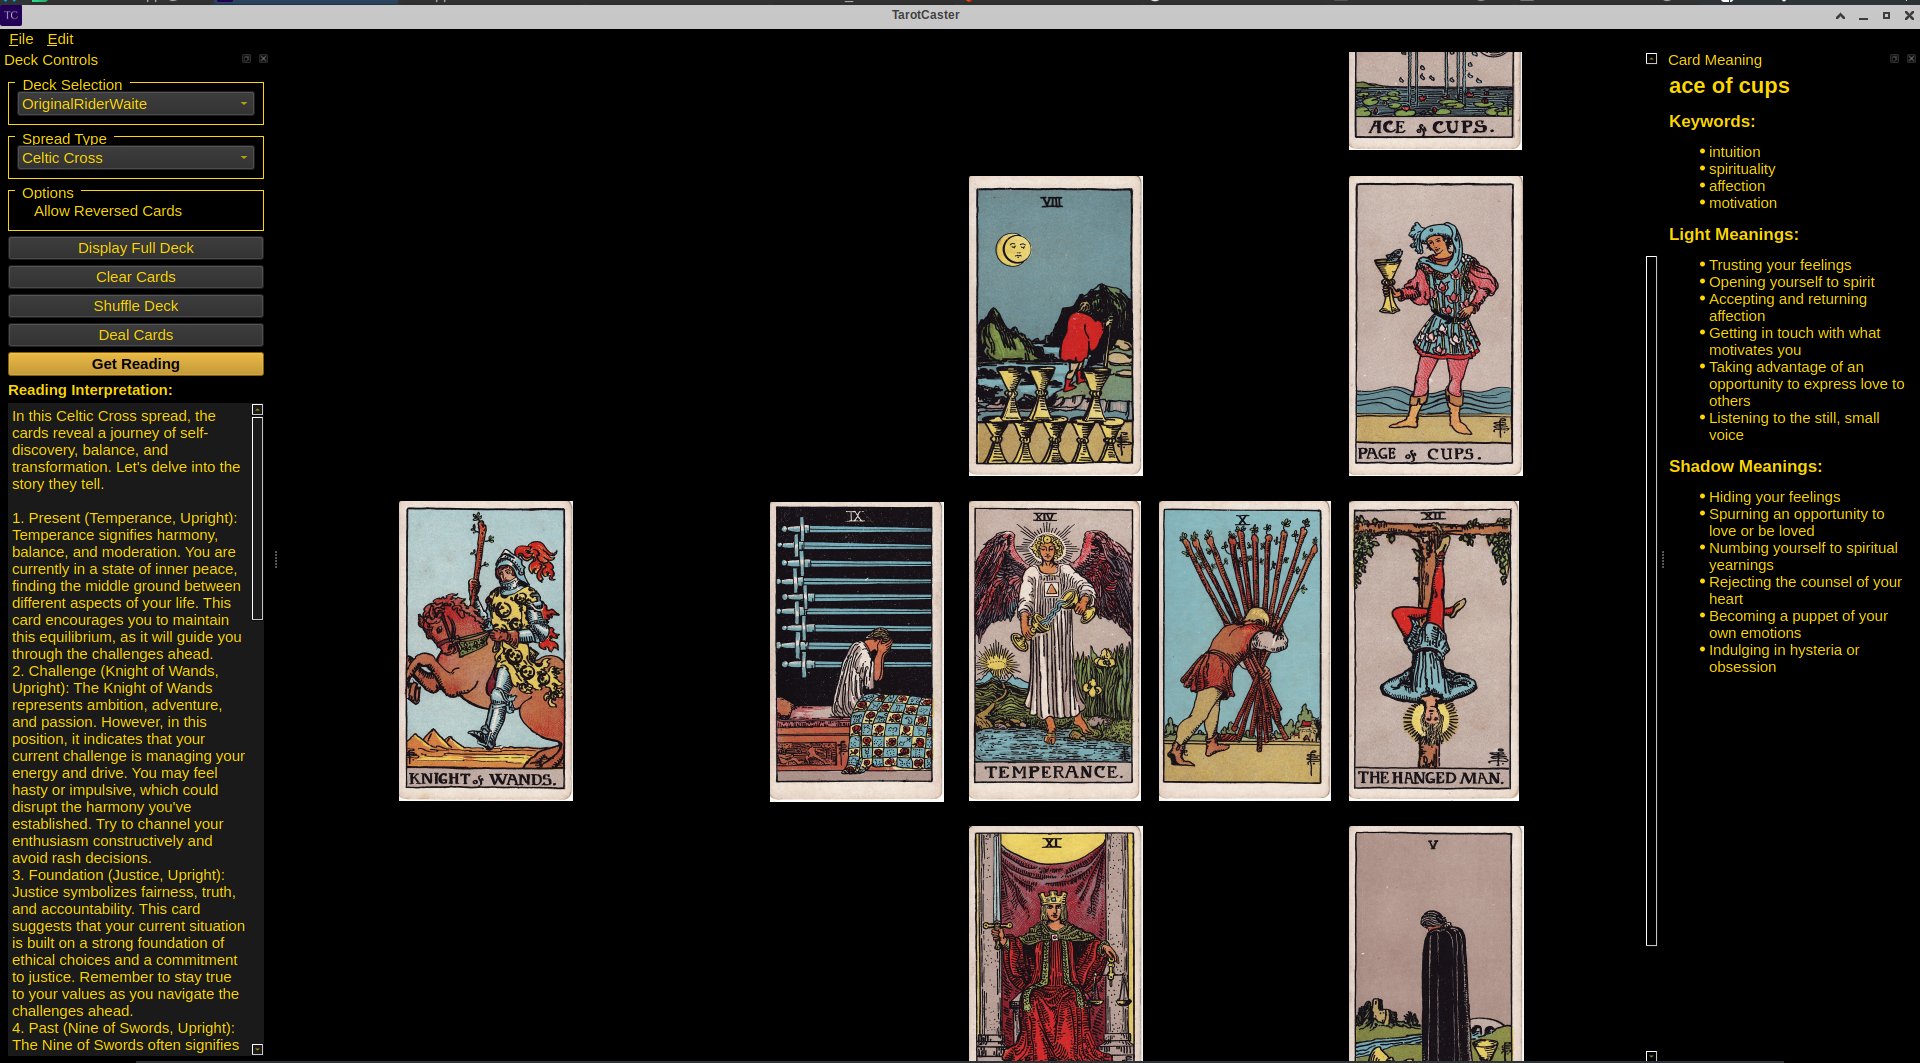 TC
TarotCaster
File Edit
Deck Controls
Deck Selection
OriginalRiderWaite
Spread Type
Celtic Cross
Options
Allow Reversed Cards
Display Full Deck
Clear Cards
Shuffle Deck
Deal Cards
Get Reading
Reading Interpretation:
In this Celtic Cross spread, the
cards reveal a journey of self-
discovery, balance, and
transformation. Let's delve into the
story they tell.
1. Present (Temperance, Upright):
Temperance signifies harmony,
balance, and moderation. You are
currently in a state of inner peace,
finding the middle ground between
different aspects of your life. This
card encourages you to maintain
this equilibrium, as it will guide you
through the challenges ahead.
2. Challenge (Knight of Wands,
Upright): The Knight of Wands
represents ambition, adventure,
and passion. However, in this
position, it indicates that your
current challenge is managing your
energy and drive. You may feel
hasty or impulsive, which could
disrupt the harmony you've
established. Try to channel your
enthusiasm constructively and
avoid rash decisions.
3. Foundation (Justice, Upright):
Justice symbolizes fairness, truth,
and accountability. This card
suggests that your current situation
is built on a strong foundation of
ethical choices and a commitment
to justice. Remember to stay true
to your values as you navigate the
challenges ahead.
4. Past (Nine of Swords, Upright):
The Nine of Swords often signifies
ACE of CUPS.
VIII
PAGE of CUPS.
KNIGHT of WANDS.
IX
XIV
TEMPERANCE.
X
XII
THE HANGED MAN.
XI
V
Card Meaning
ace of cups
Keywords:
• intuition
• spirituality
• affection
• motivation
Light Meanings:
• Trusting your feelings
• Opening yourself to spirit
• Accepting and returning
affection
• Getting in touch with what
motivates you
• Taking advantage of an
opportunity to express love to
others
• Listening to the still, small
voice
Shadow Meanings:
• Hiding your feelings
• Spurning an opportunity to
love or be loved
• Numbing yourself to spiritual
yearnings
• Rejecting the counsel of your
heart
• Becoming a puppet of your
own emotions
• Indulging in hysteria or
obsession